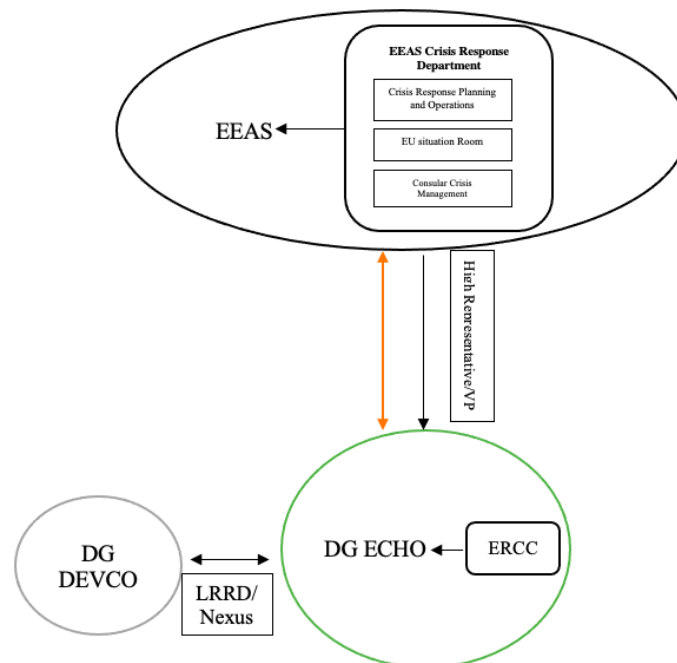 EEAS Crisis Response
Department
Crisis Response Planning
and Operations
EEAS
EU situation Room
Consular Crisis
Management
High Representative/VP
DG ECHO
ERCC
DG
DEVCO
LRRD/
Nexus